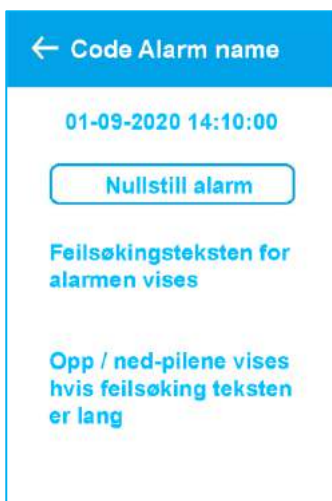 Code Alarm name
01-09-2020 14:10:00
Nullstill alarm
Feilsøkingsteksten for
alarmen vises
Opp / ned-pilene vises
hvis feilsøking teksten
er lang